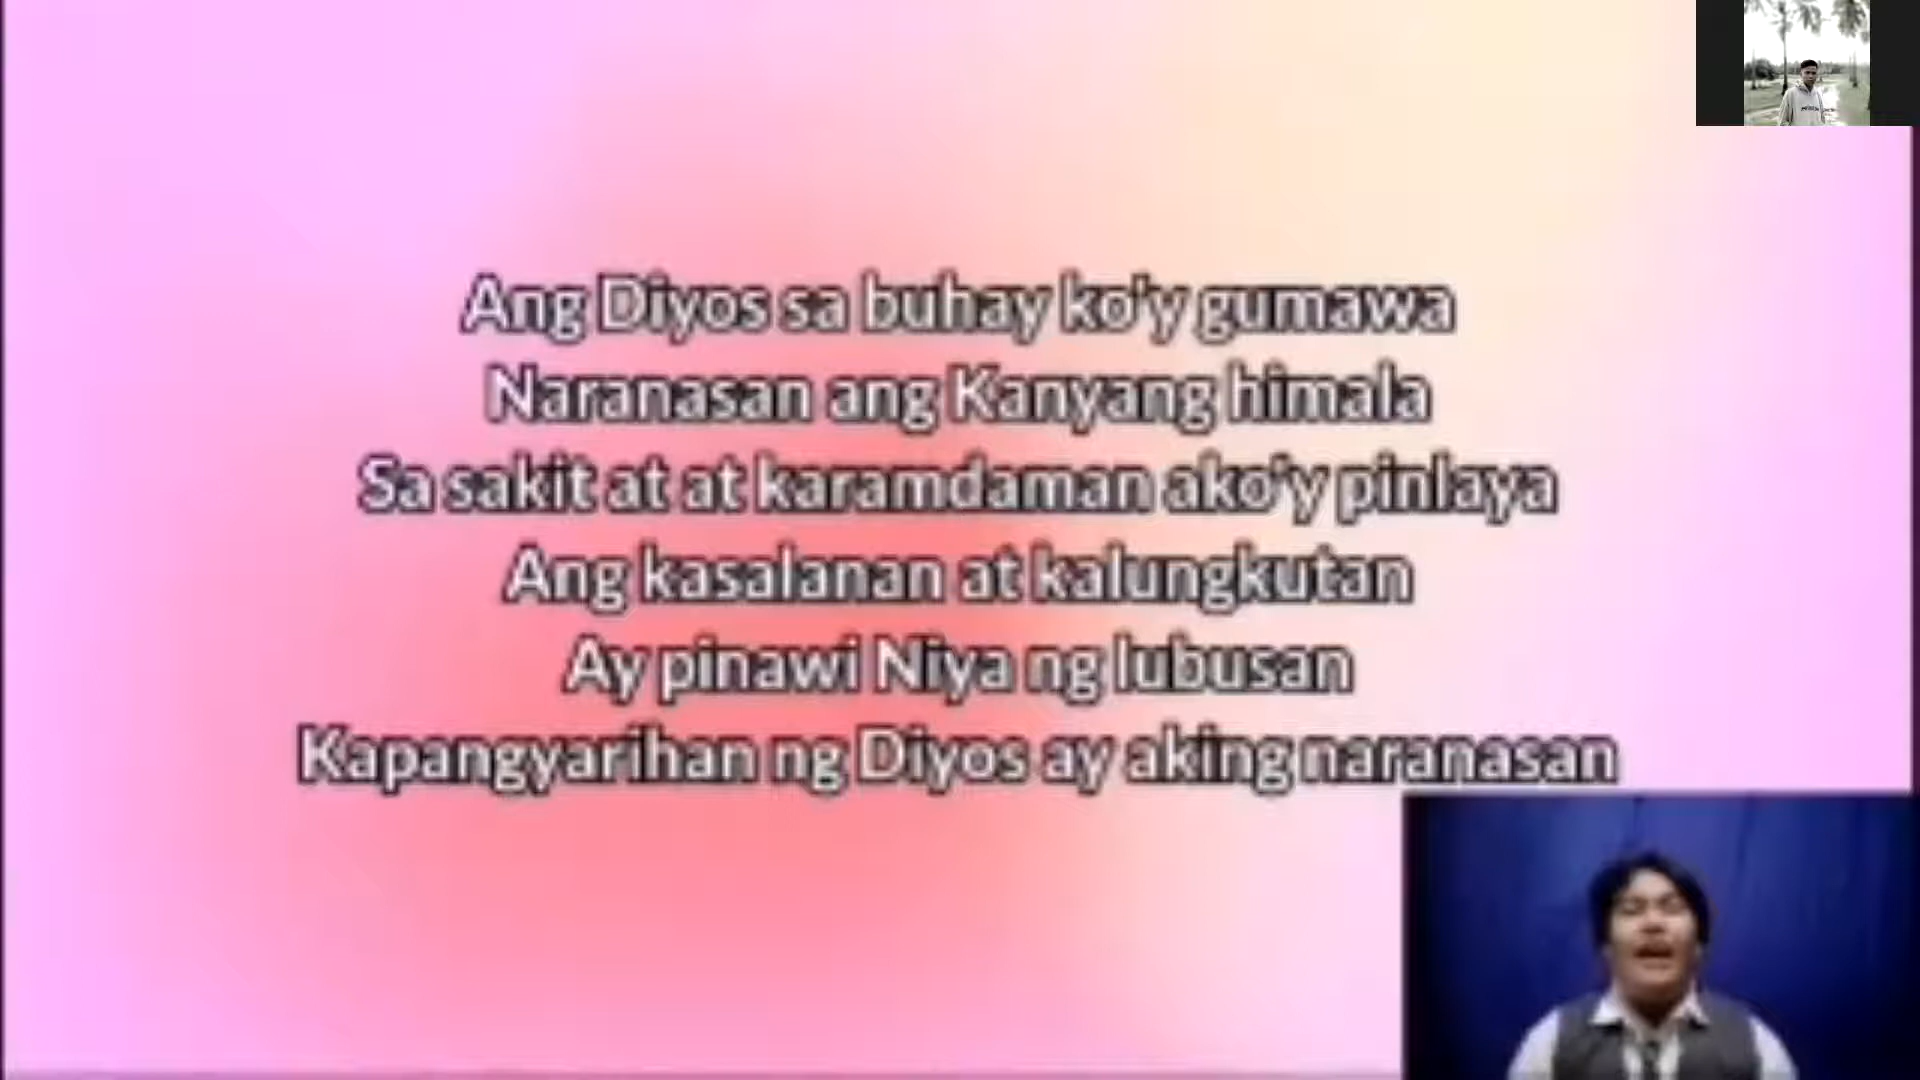 Ang Diyos sa buhay ko'y gumawa
Naranasan ang Kanyang himala
Sa sakit at at karamdaman ako'y pinlaya
Ang kasalanan at kalungkutan
Ay pinawi Niya ng lubusan
Kapangyarihan ng Diyos ay aking naranasan